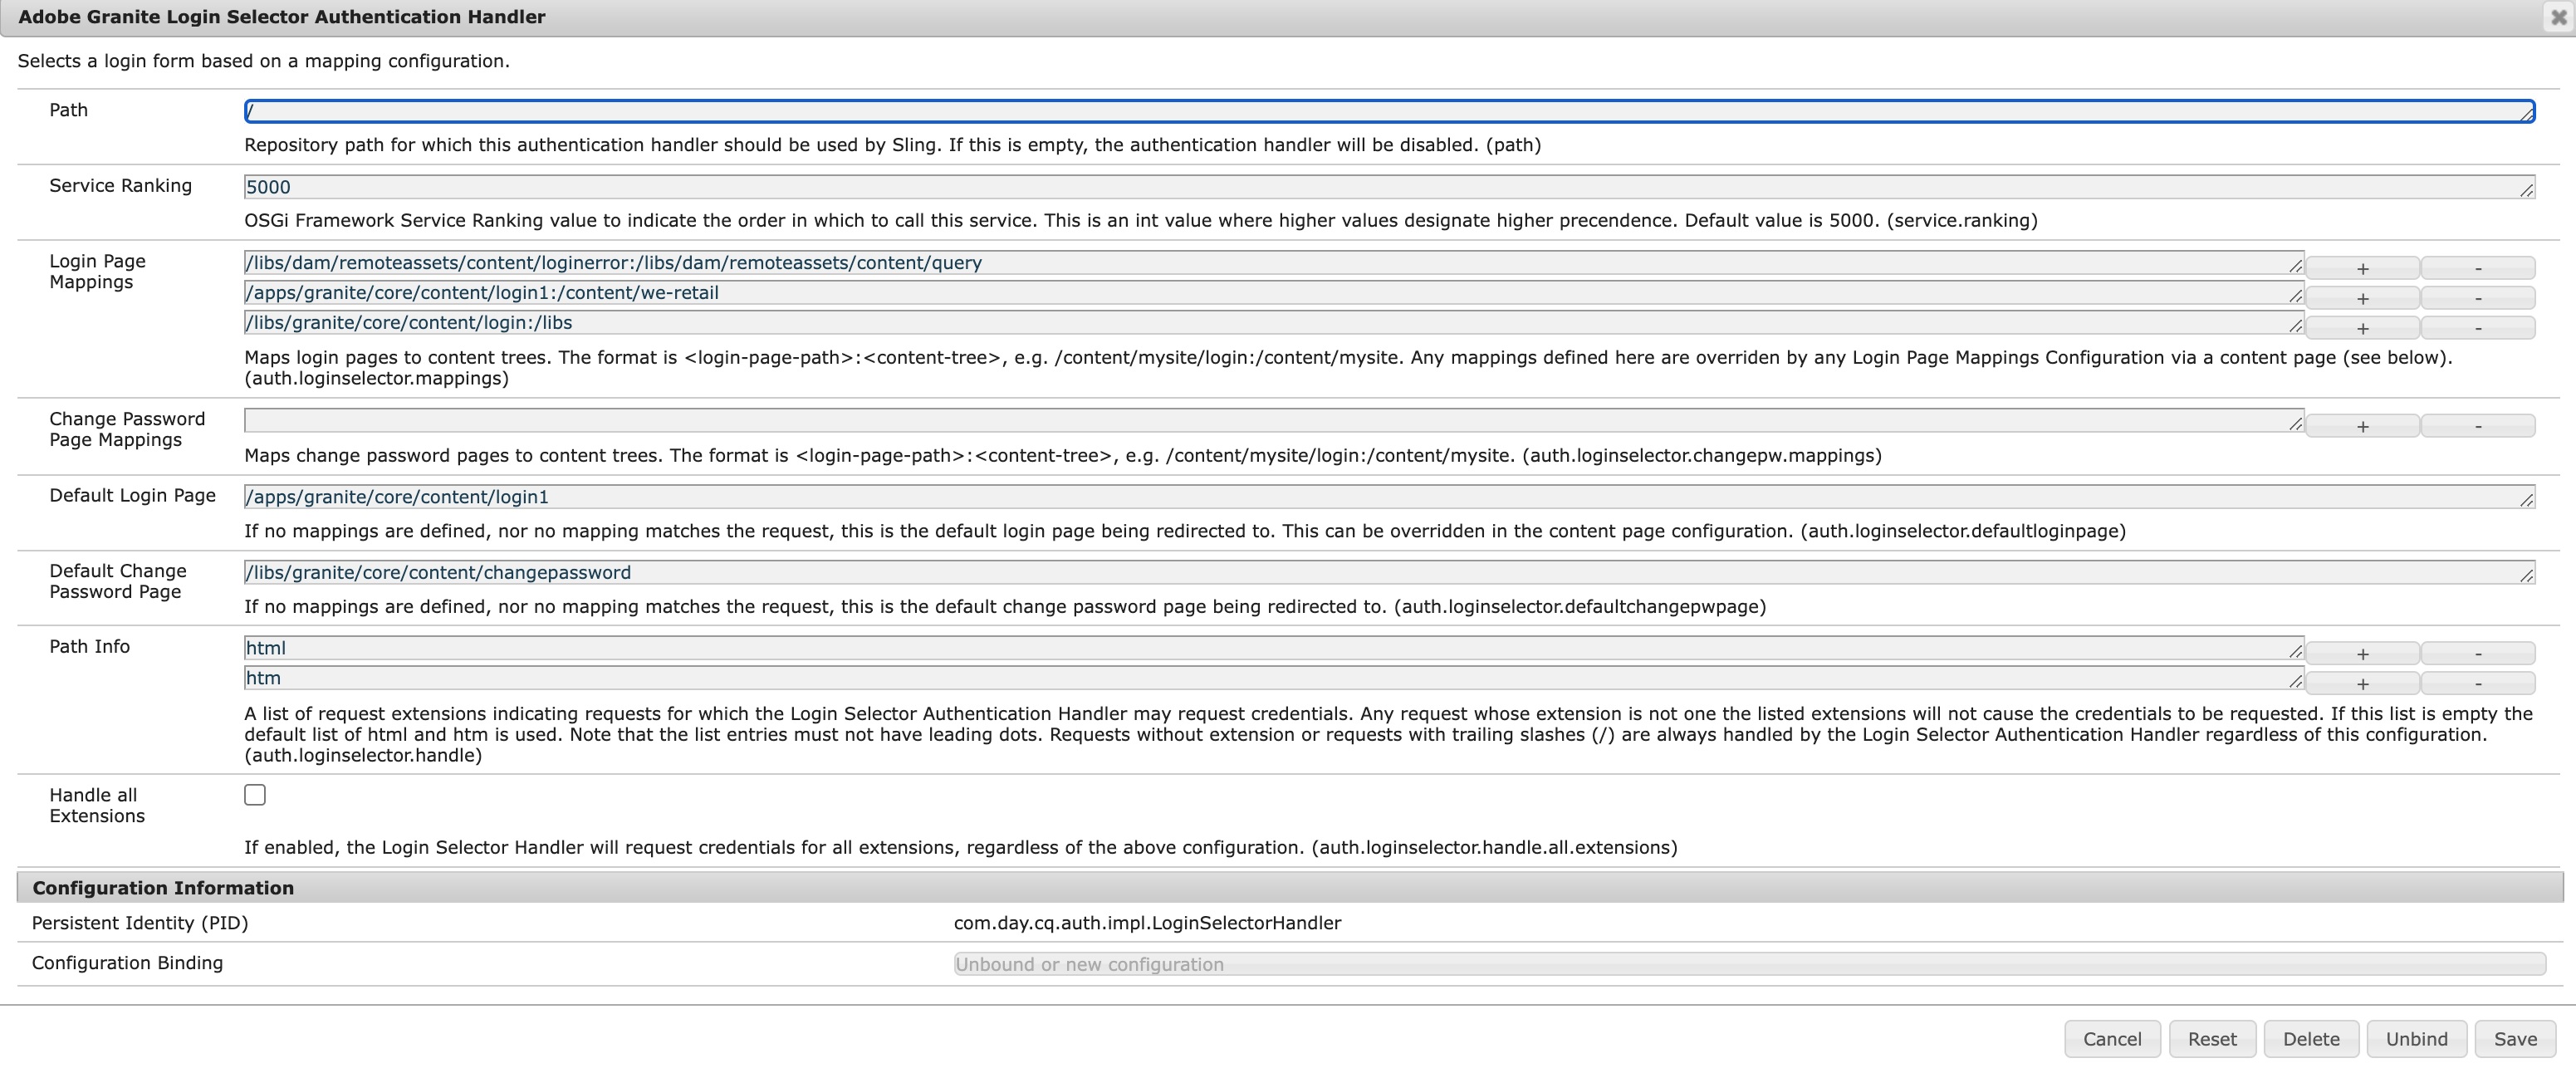 Adobe Granite Login Selector Authentication Handler
Selects a login form based on a mapping configuration.
Path
/
Repository path for which this authentication handler should be used by Sling. If this is empty, the authentication handler will be disabled. (path)
Service Ranking
5000
OSGi Framework Service Ranking value to indicate the order in which to call this service. This is an int value where higher values designate higher precendence. Default value is 5000. (service.ranking)
Login Page
Mappings
/libs/dam/remoteassets/content/loginerror:/libs/dam/remoteassets/content/query
+ -
/apps/granite/core/content/login1:/content/we-retail
+ -
/libs/granite/core/content/login:/libs
+ -
Maps login pages to content trees. The format is <login-page-path>:<content-tree>, e.g. /content/mysite/login:/content/mysite. Any mappings defined here are overriden by any Login Page Mappings Configuration via a content page (see below).
(auth.loginselector.mappings)
Change Password
Page Mappings
+ -
Maps change password pages to content trees. The format is <login-page-path>:<content-tree>, e.g. /content/mysite/login:/content/mysite. (auth.loginselector.changepw.mappings)
Default Login Page
/apps/granite/core/content/login1
If no mappings are defined, nor no mapping matches the request, this is the default login page being redirected to. This can be overridden in the content page configuration. (auth.loginselector.defaultloginpage)
Default Change
Password Page
/libs/granite/core/content/changepassword
If no mappings are defined, nor no mapping matches the request, this is the default change password page being redirected to. (auth.loginselector.defaultchangepwpage)
Path Info
html
+ -
htm
+ -
A list of request extensions indicating requests for which the Login Selector Authentication Handler may request credentials. Any request whose extension is not one the listed extensions will not cause the credentials to be requested. If this list is empty the
default list of html and htm is used. Note that the list entries must not have leading dots. Requests without extension or requests with trailing slashes (/) are always handled by the Login Selector Authentication Handler regardless of this configuration.
(auth.loginselector.handle)
Handle all
Extensions
If enabled, the Login Selector Handler will request credentials for all extensions, regardless of the above configuration. (auth.loginselector.handle.all.extensions)
Configuration Information
Persistent Identity (PID)
com.day.cq.auth.impl.LoginSelectorHandler
Configuration Binding
Unbound or new configuration
Cancel Reset Delete Unbind Save